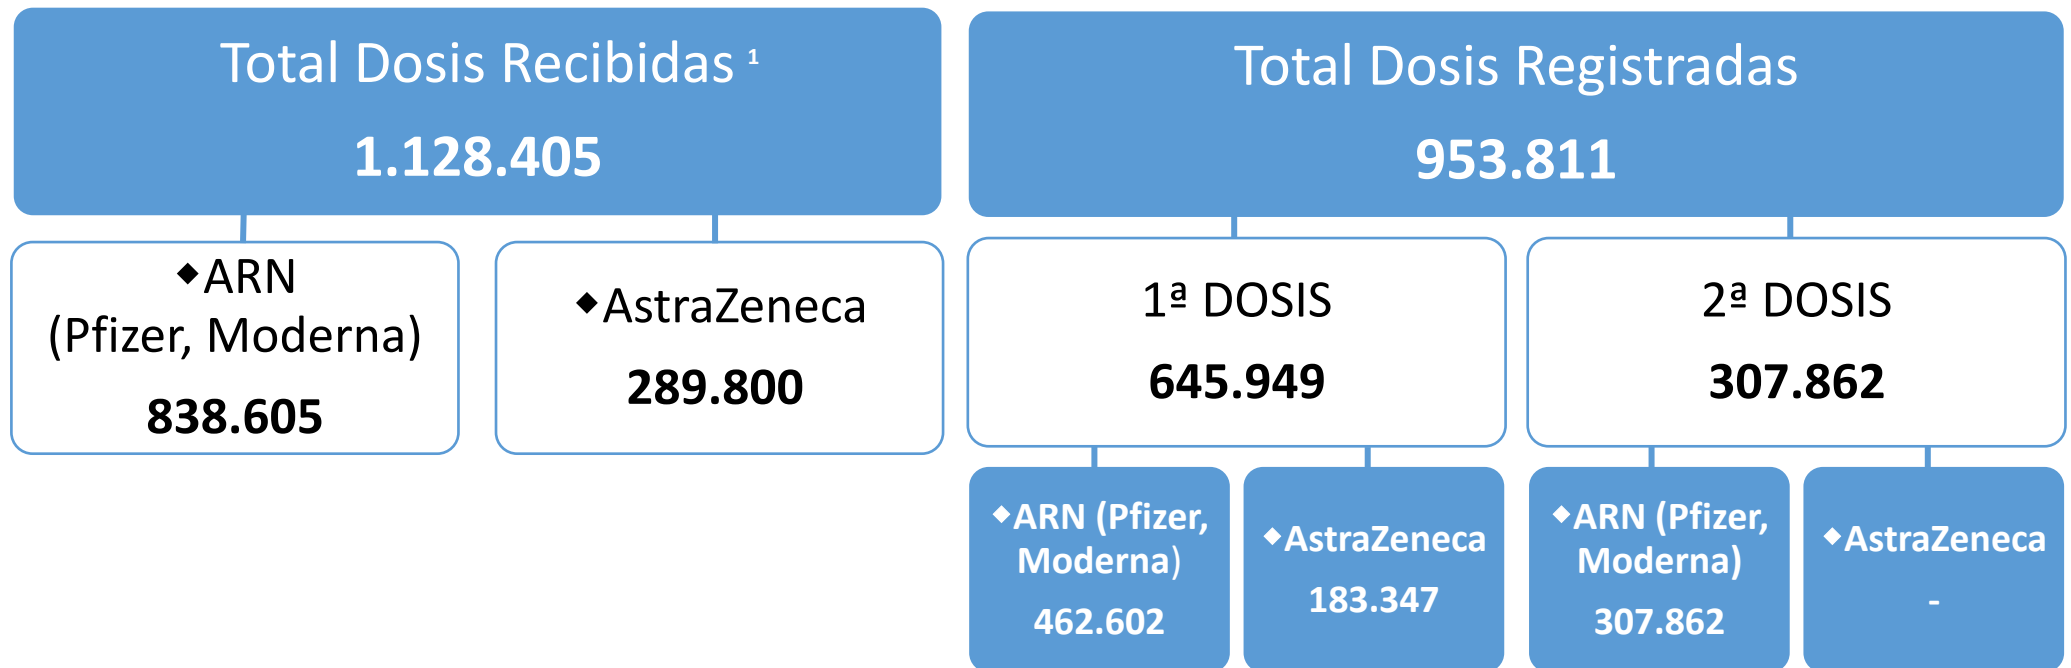 Total Dosis Recibidas ¹
1.128.405
◆ARN
(Pfizer, Moderna)
838.605
◆AstraZeneca
289.800
Total Dosis Registradas
953.811
1ª DOSIS
645.949
2ª DOSIS
307.862
◆ARN (Pfizer,
Moderna)
462.602
◆AstraZeneca
183.347
◆ARN (Pfizer,
Moderna)
307.862
◆AstraZeneca
-